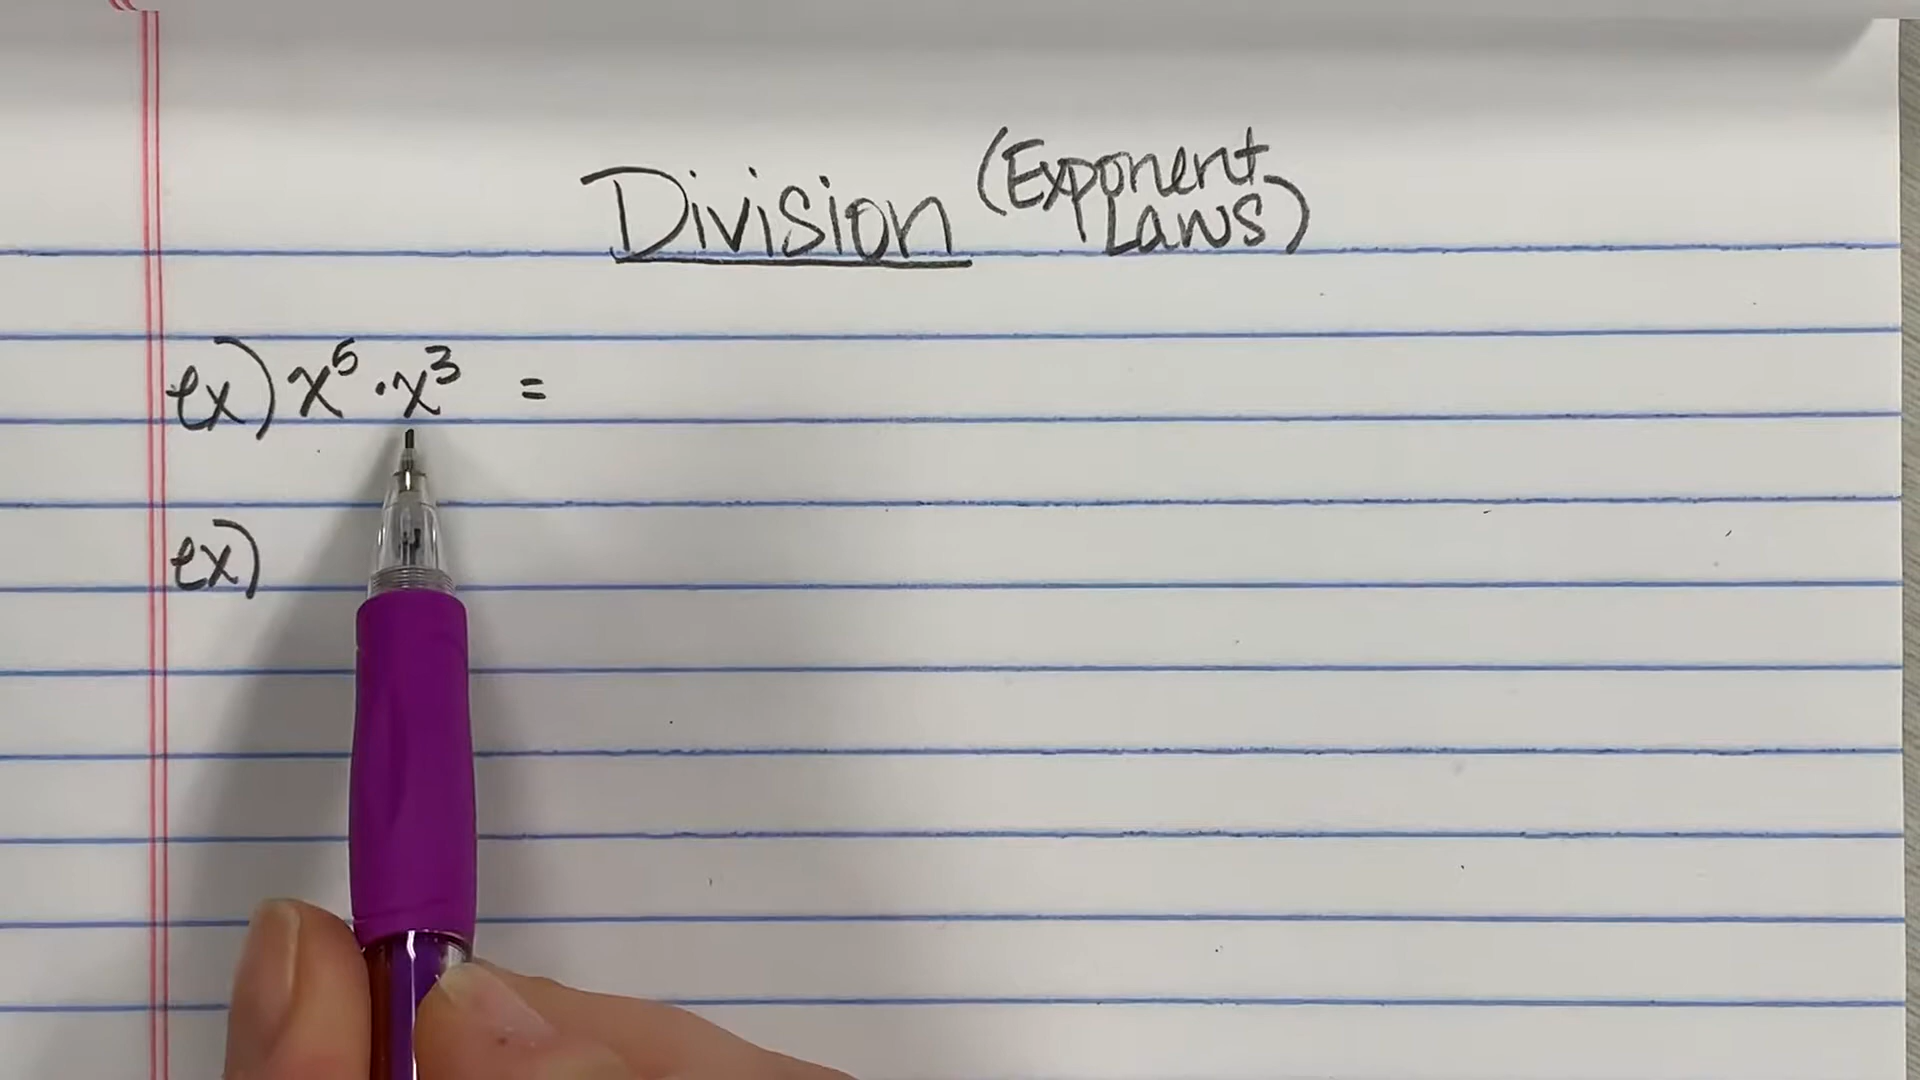 Division (Exponent Laws)
ex) x⁵ · x³ =
ex)